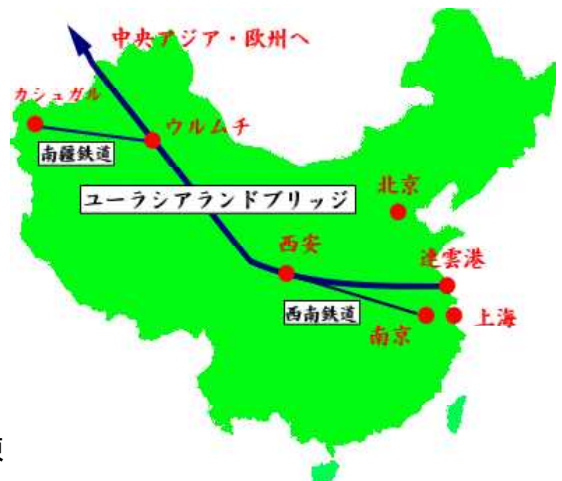 中央アジア・欧州へ
カシュガル
ウルムチ
南疆鉄道
北京
ユーラシアランドブリッジ
西安
連雲港
西南鉄道
南京
上海